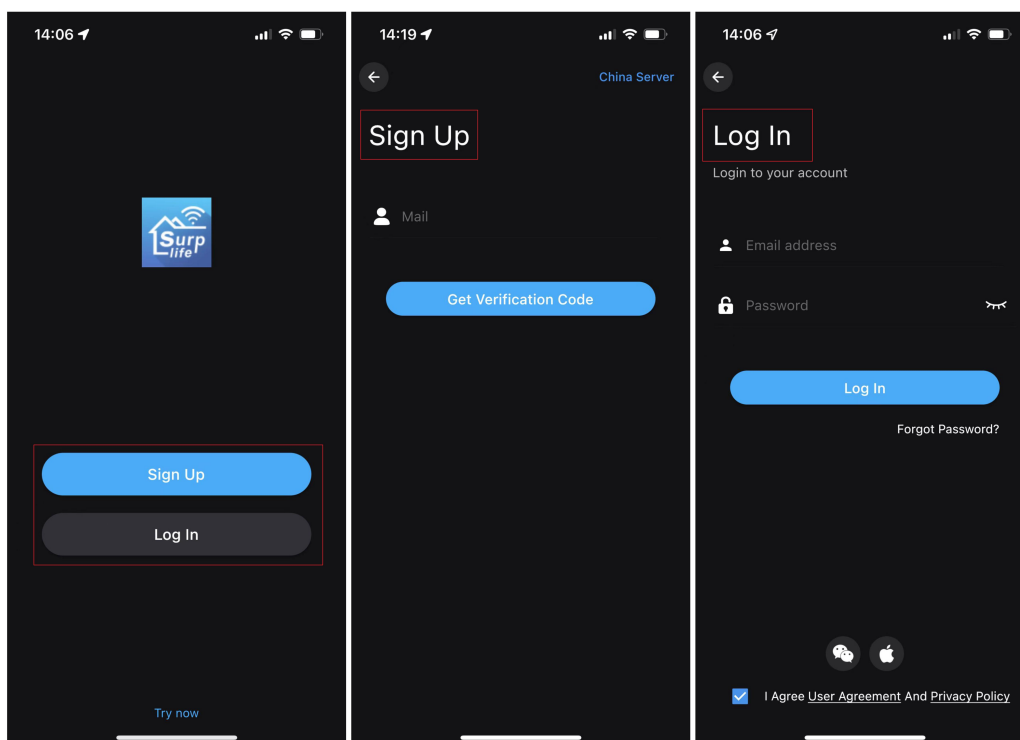 14:06
Surp
life
Sign Up
Log In
Try now
14:19
China Server
Sign Up
Mail
Get Verification Code
14:06
Log In
Login to your account
Email address
Password
Log In
Forgot Password?
I Agree User Agreement And Privacy Policy